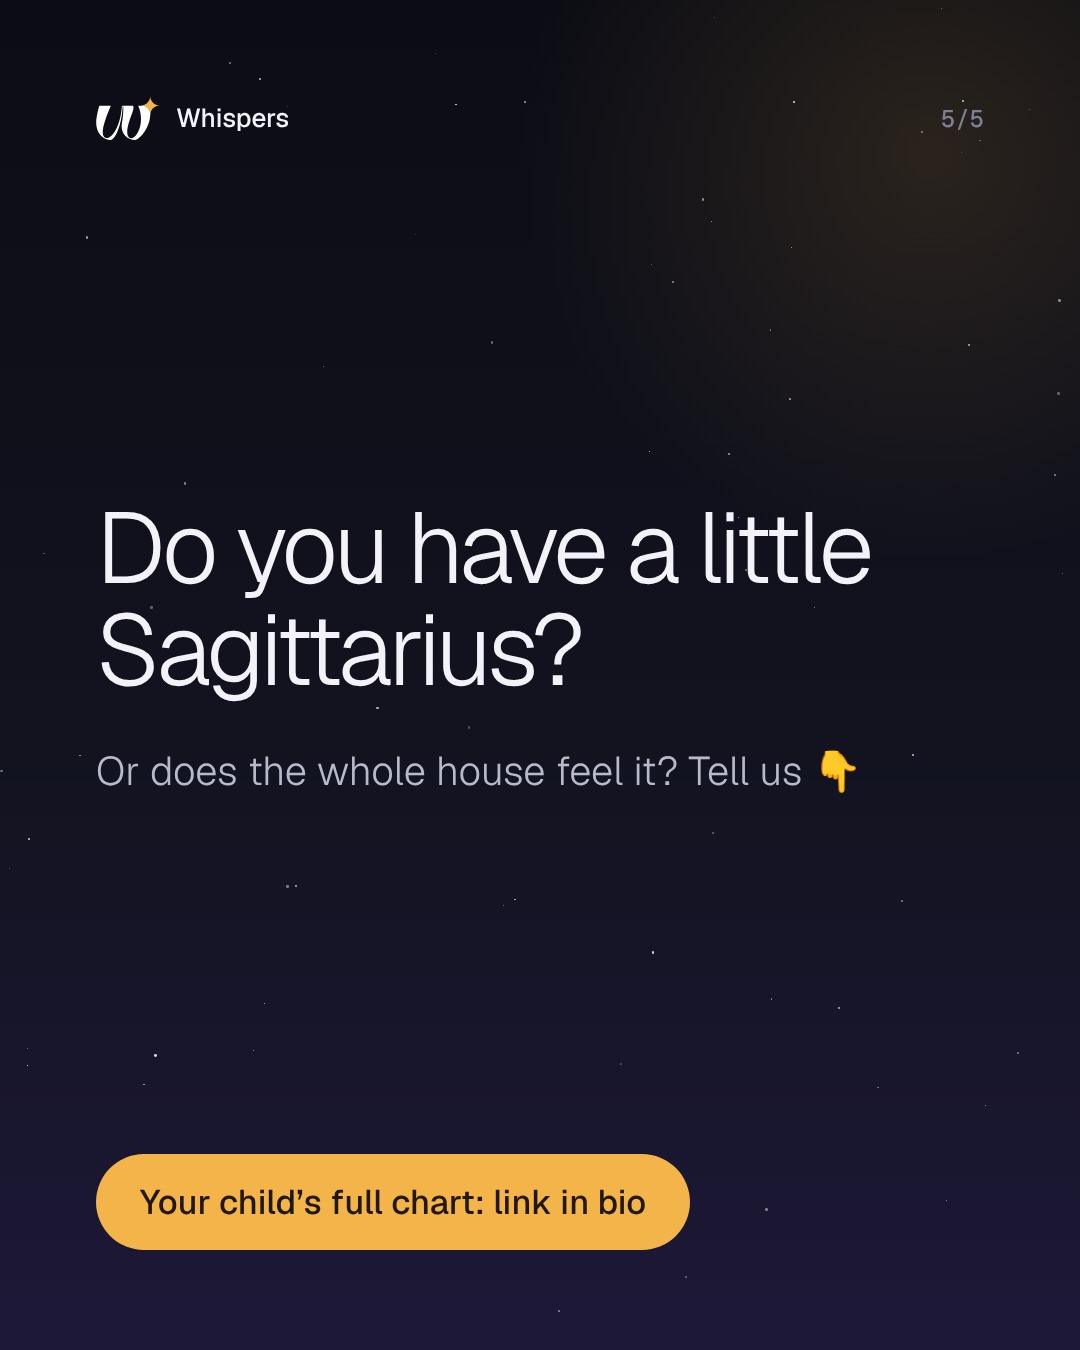 Whispers
5/5
Do you have a little
Sagittarius?
Or does the whole house feel it? Tell us 👇
Your child’s full chart: link in bio